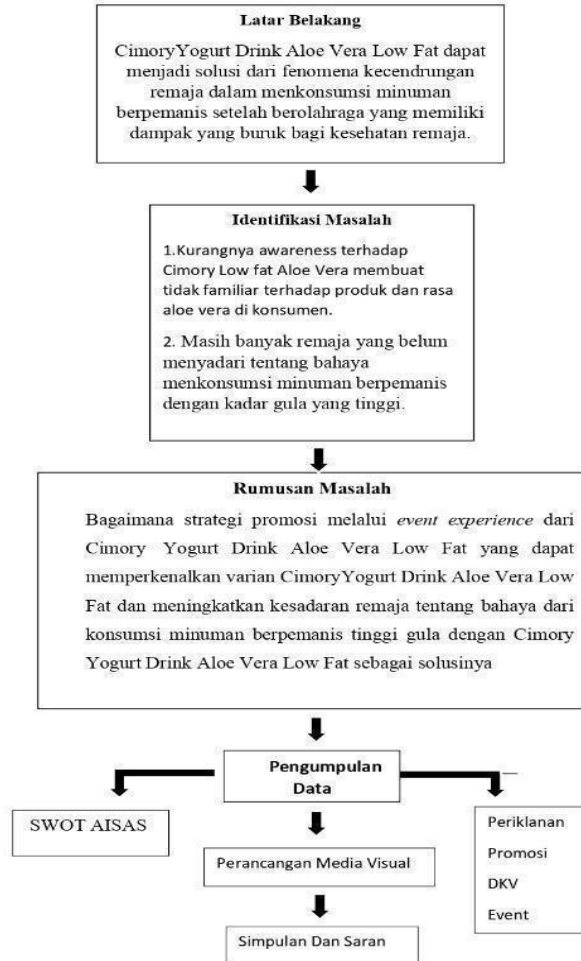 Latar Belakang
CimoryYogurt Drink Aloe Vera Low Fat dapat
menjadi solusi dari fenomena kecendrungan
remaja dalam menkonsumsi minuman
berpemanis setelah berolahraga yang memiliki
dampak yang buruk bagi kesehatan remaja.
Identifikasi Masalah
1.Kurangnya awareness terhadap
Cimory Low fat Aloe Vera membuat
tidak familiar terhadap produk dan rasa
aloe vera di konsumen.
2. Masih banyak remaja yang belum
menyadari tentang bahaya
menkonsumsi minuman berpemanis
dengan kadar gula yang tinggi.
Rumusan Masalah
Bagaimana strategi promosi melalui event experience dari
Cimory Yogurt Drink Aloe Vera Low Fat yang dapat
memperkenalkan varian CimoryYogurt Drink Aloe Vera Low
Fat dan meningkatkan kesadaran remaja tentang bahaya dari
konsumsi minuman berpemanis tinggi gula dengan Cimory
Yogurt Drink Aloe Vera Low Fat sebagai solusinya
Pengumpulan
Data
SWOT AISAS
Perancangan Media Visual
Simpulan Dan Saran
Periklanan
Promosi
DKV
Event